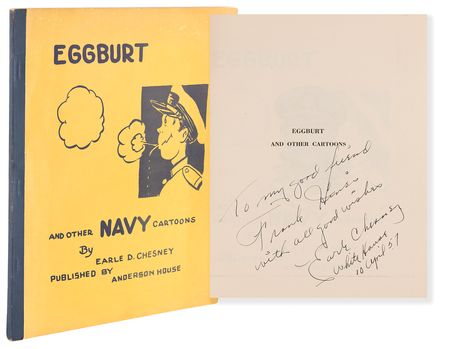 EGGBURT
AND OTHER NAVY CARTOONS
By
EARLE D. CHESNEY
PUBLISHED BY ANDERSON HOUSE
EGGBURT
AND OTHER CARTOONS
To my good friend
Frank
with all good wishes
Earle Chesney
White House
10 April 57